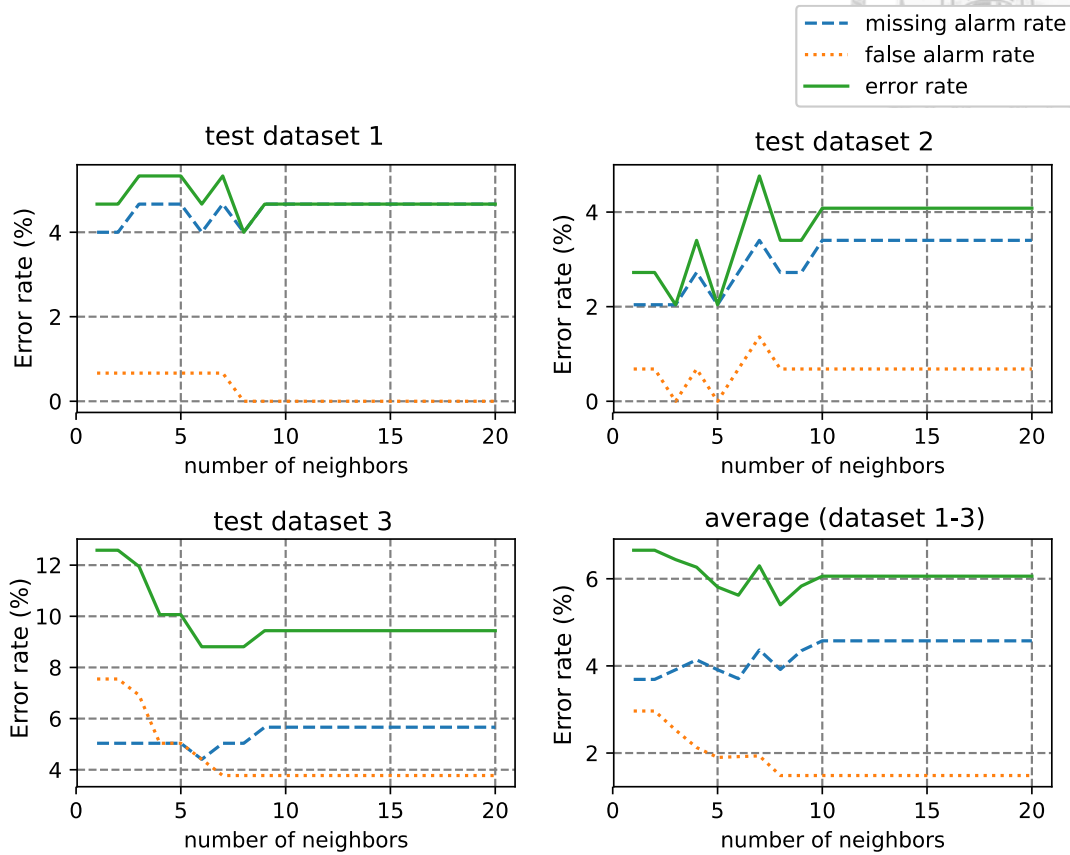 missing alarm rate
false alarm rate
error rate
test dataset 1
Error rate (%)
4
2
0
0 5 10 15 20
number of neighbors
test dataset 2
Error rate (%)
4
2
0
0 5 10 15 20
number of neighbors
test dataset 3
Error rate (%)
12
10
8
6
4
0 5 10 15 20
number of neighbors
average (dataset 1-3)
Error rate (%)
6
4
2
0 5 10 15 20
number of neighbors